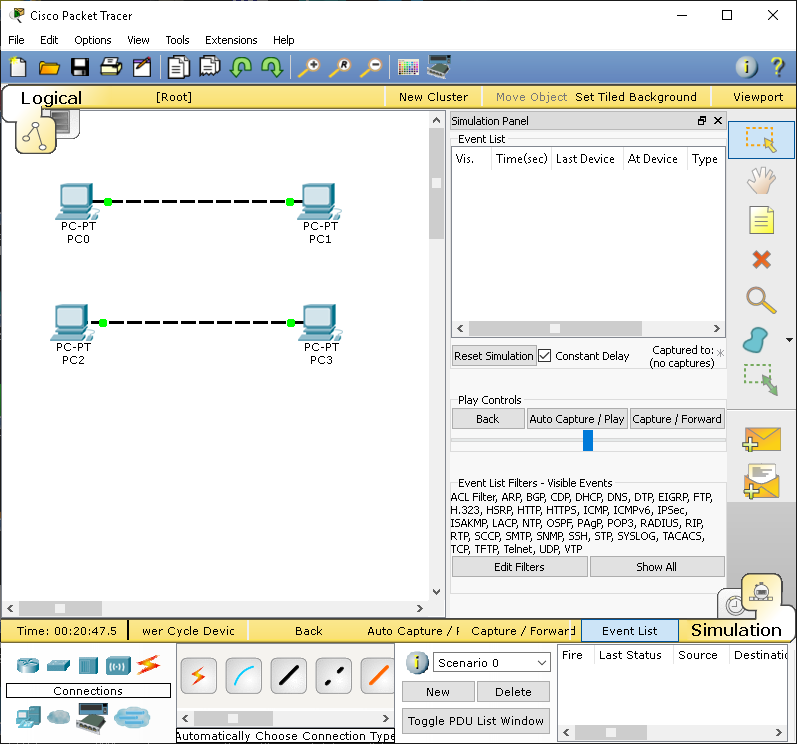 Cisco Packet Tracer
File Edit Options View Tools Extensions Help
Logical [Root] New Cluster Move Object Set Tiled Background Viewport
Simulation Panel
Event List
Vis. Time(sec) Last Device At Device Type
PC-PT
PC0
PC-PT
PC1
PC-PT
PC2
PC-PT
PC3
Reset Simulation Constant Delay Captured to: *
(no captures)
Play Controls
Back Auto Capture / Play Capture / Forward
Event List Filters - Visible Events
ACL Filter, ARP, BGP, CDP, DHCP, DNS, DTP, EIGRP, FTP,
H.323, HSRP, HTTP, HTTPS, ICMP, ICMPv6, IPSec,
ISAKMP, LACP, NTP, OSPF, PAgP, POP3, RADIUS, RIP,
RTP, SCCP, SMTP, SNMP, SSH, STP, SYSLOG, TACACS,
TCP, TFTP, Telnet, UDP, VTP
Edit Filters Show All
Time: 00:20:47.5 wer Cycle Devic Back Auto Capture / Capture / Forward Event List Simulation
Connections
Automatically Choose Connection Type
Scenario 0
New Delete
Toggle PDU List Window
Fire Last Status Source Destinatio